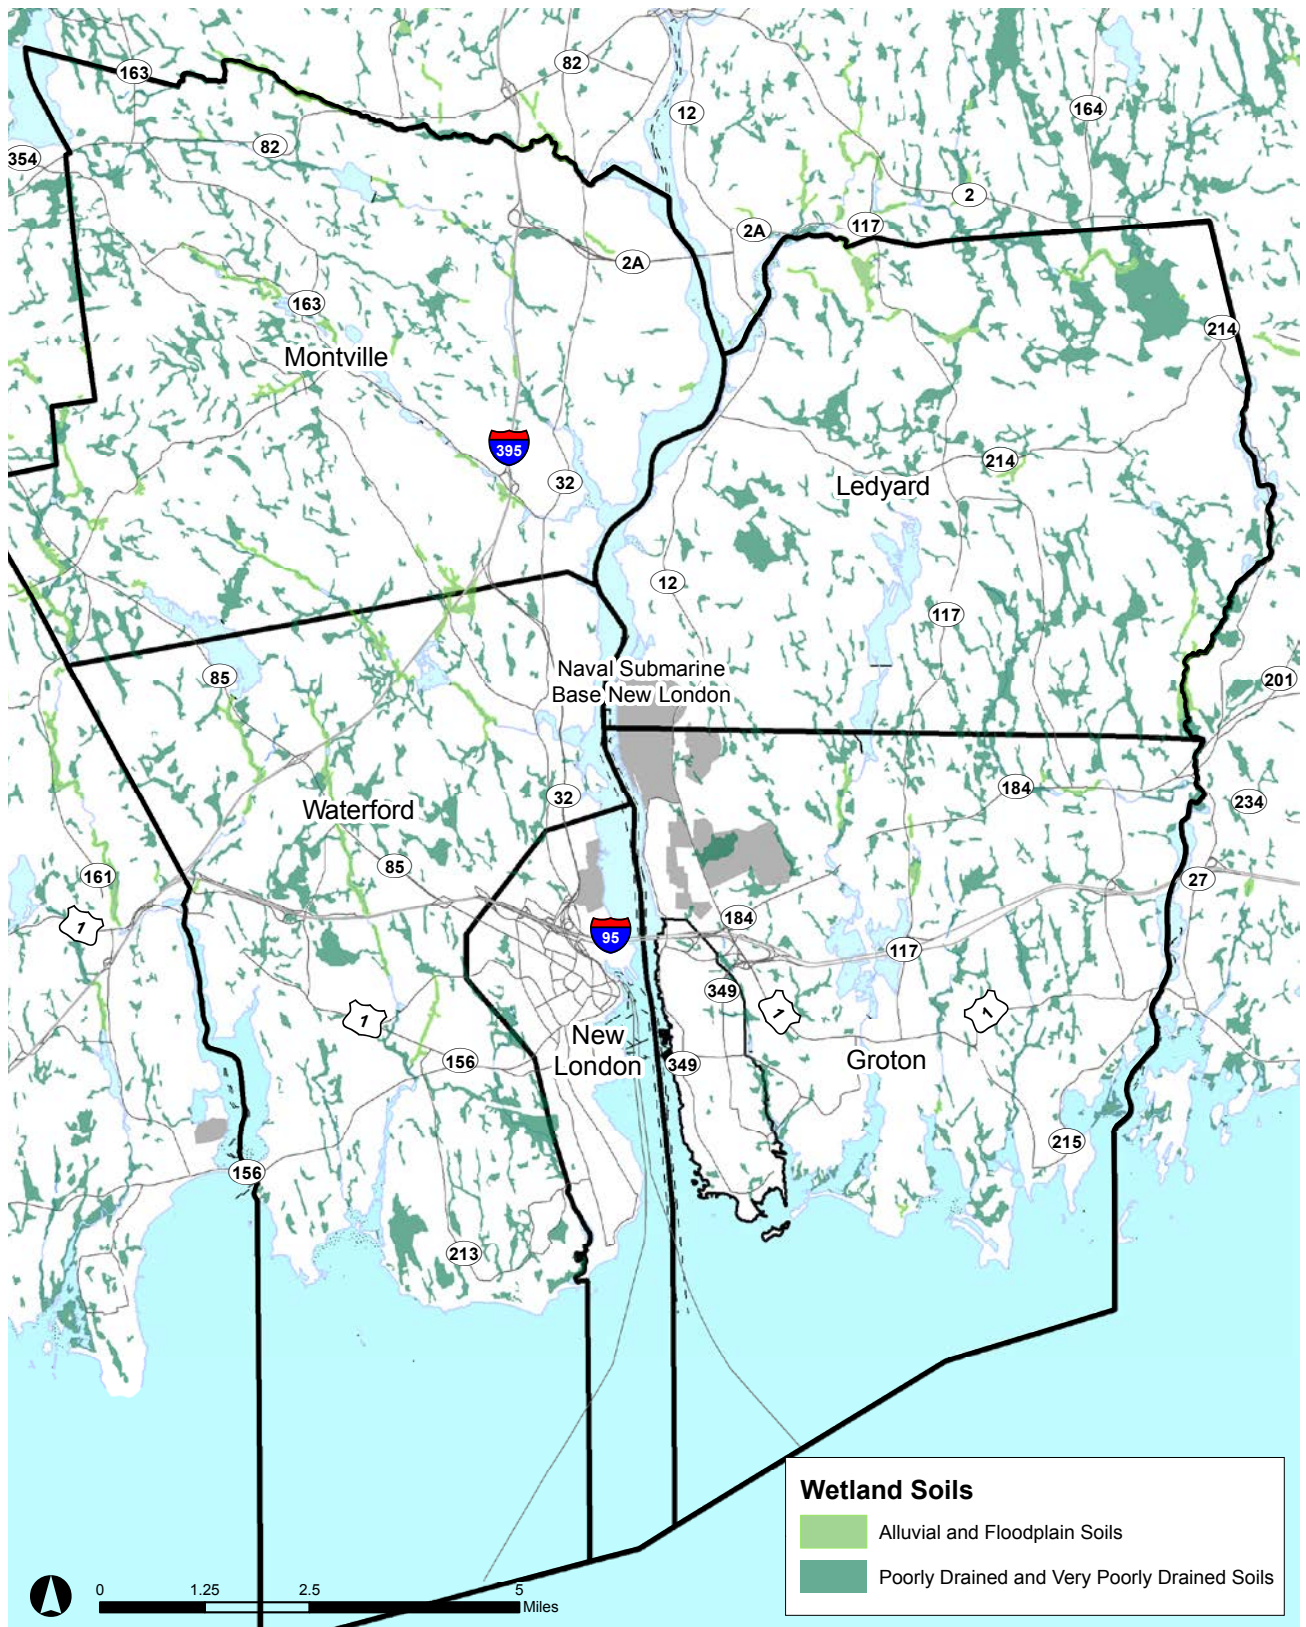 163
82
12
164
354
82
2
2A
117
2A
163
214
Montville
395
214
32
Ledyard
12
117
Naval Submarine
Base New London
85
201
32
184
234
Waterford
85
161
27
1
184
95
117
349
1
1
1
New
London
156
349
Groton
215
156
213
Wetland Soils
Alluvial and Floodplain Soils
Poorly Drained and Very Poorly Drained Soils
0 1.25 2.5 5
Miles